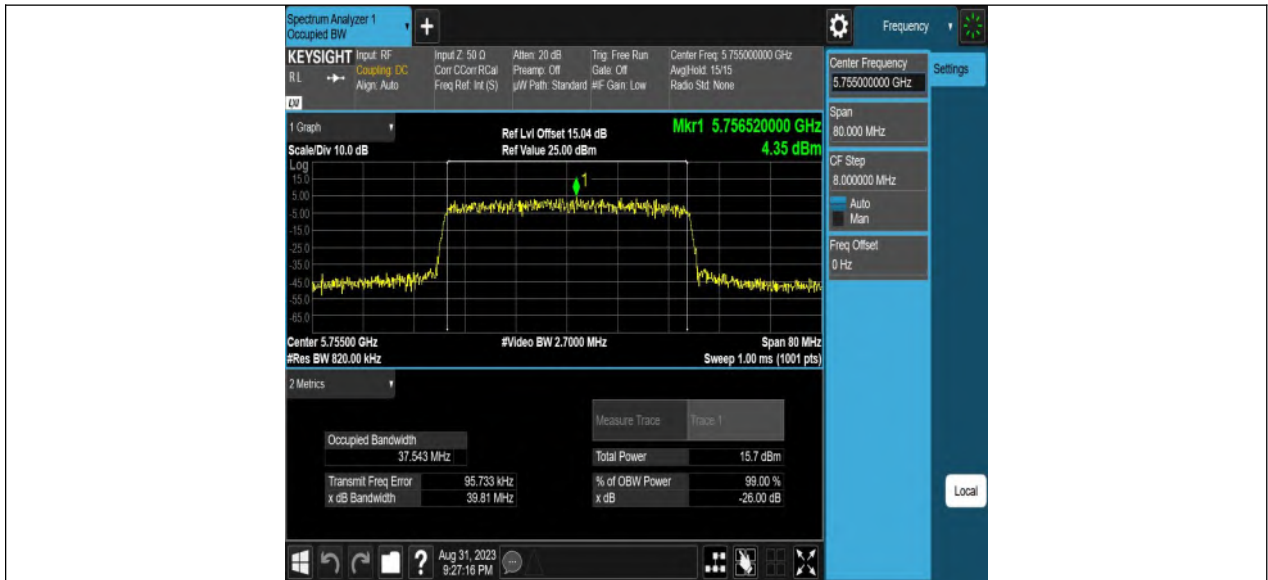 Spectrum Analyzer 1
Occupied BW
+
Frequency
KEYSIGHT
RL
LXI
Input: RF
Coupling: DC
Align: Auto
Input Z: 50 Ω
Corr CCorr RCal
Freq Ref: Int (S)
Atten: 20 dB
Preamp: Off
µW Path: Standard
Trig: Free Run
Gate: Off
#IF Gain: Low
Center Freq: 5.755000000 GHz
Avg|Hold: 15/15
Radio Std: None
Center Frequency
5.755000000 GHz
Settings
Span
80.000 MHz
CF Step
8.000000 MHz
Auto
Man
Freq Offset
0 Hz
Local
1 Graph
Scale/Div 10.0 dB
Ref Lvl Offset 15.04 dB
Ref Value 25.00 dBm
Mkr1 5.756520000 GHz
4.35 dBm
Log
15.0
5.00
-5.00
-15.0
-25.0
-35.0
-45.0
-55.0
-65.0
1
Center 5.75500 GHz
#Video BW 2.7000 MHz
Span 80 MHz
#Res BW 820.00 kHz
Sweep 1.00 ms (1001 pts)
2 Metrics
Measure Trace
Trace 1
Occupied Bandwidth
37.543 MHz
Total Power
15.7 dBm
Transmit Freq Error
95.733 kHz
% of OBW Power
99.00 %
x dB Bandwidth
39.81 MHz
x dB
-26.00 dB
?
Aug 31, 2023
9:27:16 PM